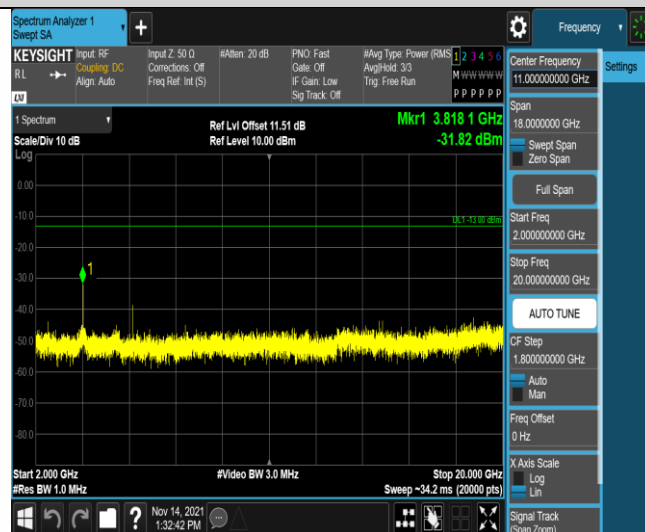 Spectrum Analyzer 1
Swept SA
+
Frequency
KEYSIGHT
R L
LXI
Input: RF
Coupling: DC
Align: Auto
Input Z: 50 Ω
Corrections: Off
Freq Ref: Int (S)
#Atten: 20 dB
PNO: Fast
Gate: Off
IF Gain: Low
Sig Track: Off
#Avg Type: Power (RMS
Avg|Hold: 3/3
Trig: Free Run
1 2 3 4 5 6
M W W W W W
P P P P P P
1 Spectrum
Scale/Div 10 dB
Log
Ref Lvl Offset 11.51 dB
Ref Level 10.00 dBm
Mkr1 3.818 1 GHz
-31.82 dBm
0.00
-10.0
-20.0
-30.0
-40.0
-50.0
-60.0
-70.0
-80.0
DL1 -13.00 dBm
1
Start 2.000 GHz
#Res BW 1.0 MHz
#Video BW 3.0 MHz
Stop 20.000 GHz
Sweep ~34.2 ms (20000 pts)
Nov 14, 2021
1:32:42 PM
?
Center Frequency
11.000000000 GHz
Span
18.0000000 GHz
Swept Span
Zero Span
Full Span
Start Freq
2.000000000 GHz
Stop Freq
20.000000000 GHz
AUTO TUNE
CF Step
1.800000000 GHz
Auto
Man
Freq Offset
0 Hz
X Axis Scale
Log
Lin
Signal Track
(Span Zoom)
Settings